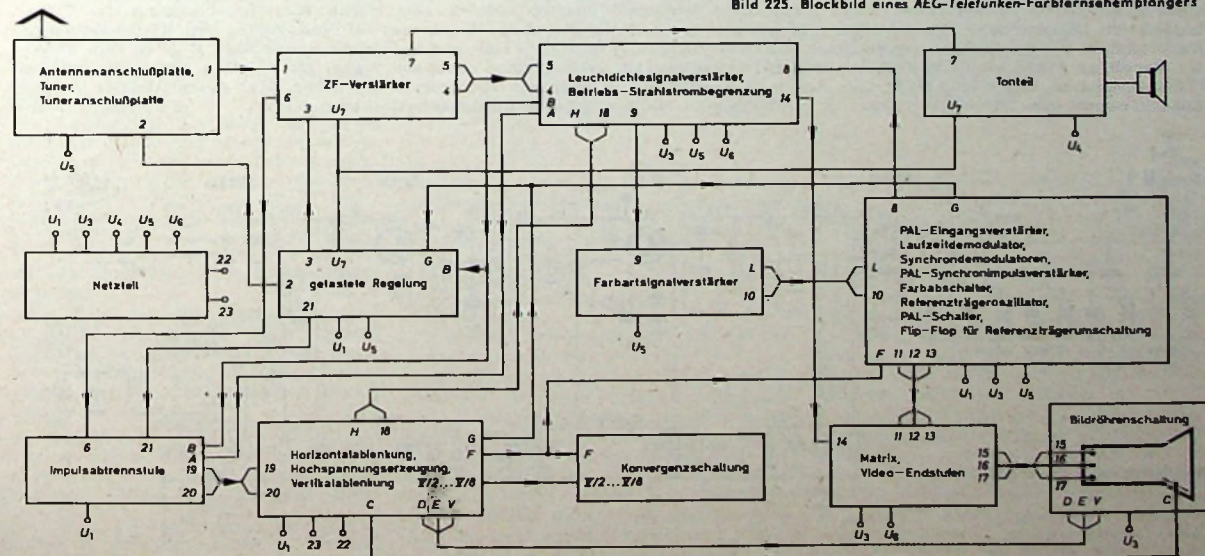 Bild 225. Blockbild eines AEG-Telefunken-Farbfernsehempfängers
Antennenanschlußplatte,
Tuner,
Tuneranschlußplatte
1
2
U5
1
6
ZF-Verstärker
7
5
4
3
U7
5
4
B
A
Leuchtdichtesignalverstärker,
Betriebs-Strahlstrombegrenzung
8
14
H
18
9
U3
U5
U6
7
Tonteil
U7
U4
U1
U3
U4
U5
U6
Netzteil
22
23
3
U7
G
B
2
getastete Regelung
21
U1
U5
9
Farbartsignalverstärker
L
10
U5
8
G
PAL-Eingangsverstärker,
Laufzeitdemodulator,
Synchrondemodulatoren,
PAL-Synchronimpulsverstärker,
Farbabschalter,
Referenzträgeroszillator,
PAL-Schalter,
Flip-Flop für Referenzträgerumschaltung
L
10
F
11 12 13
U1
U3
U5
6
21
B
A
19
20
Impulsabtrennstufe
U1
H
18
19
20
Horizontalablenkung,
Hochspannungserzeugung,
Vertikalablenkung
G
F
V/2...V/8
C
D E V
U1
23
22
F
Konvergenzschaltung
V/2...V/8
14
11 12 13
Matrix,
Video-Endstufen
15
16
17
U3
U6
Bildröhrenschaltung
15
16
17
D E V
C
U3